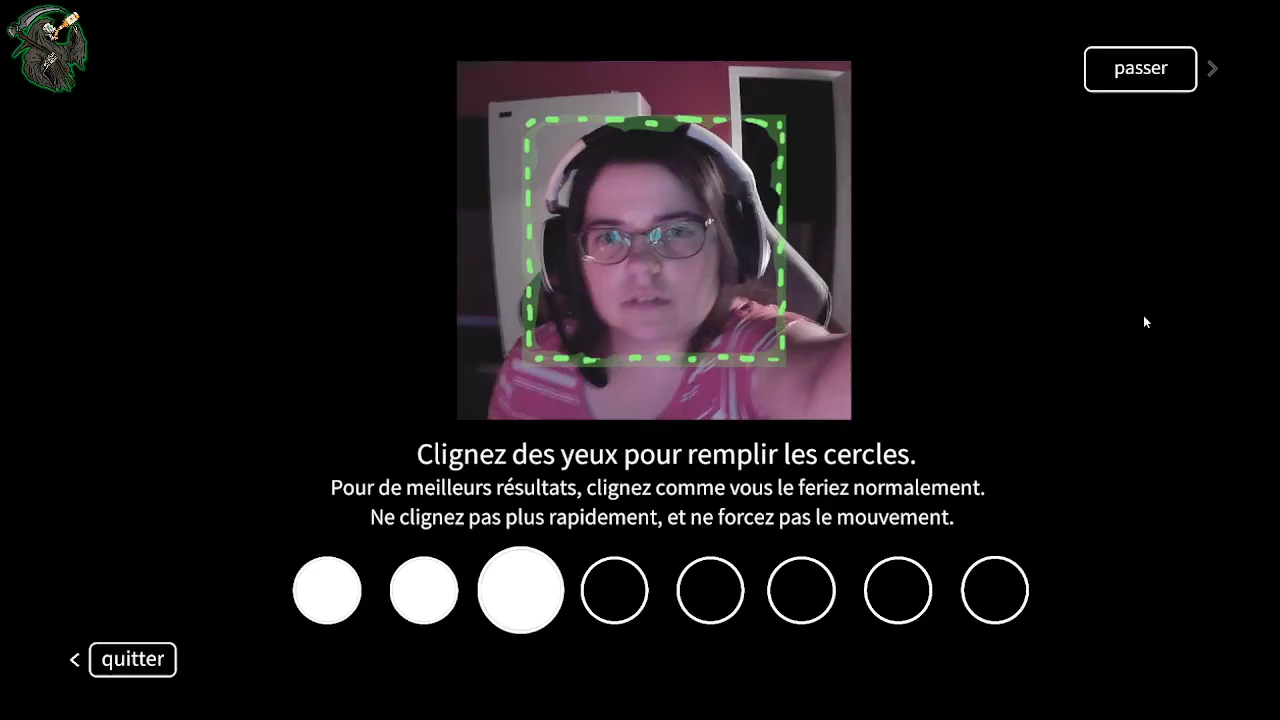 passer
Clignez des yeux pour remplir les cercles.
Pour de meilleurs résultats, clignez comme vous le feriez normalement.
Ne clignez pas plus rapidement, et ne forcez pas le mouvement.
quitter